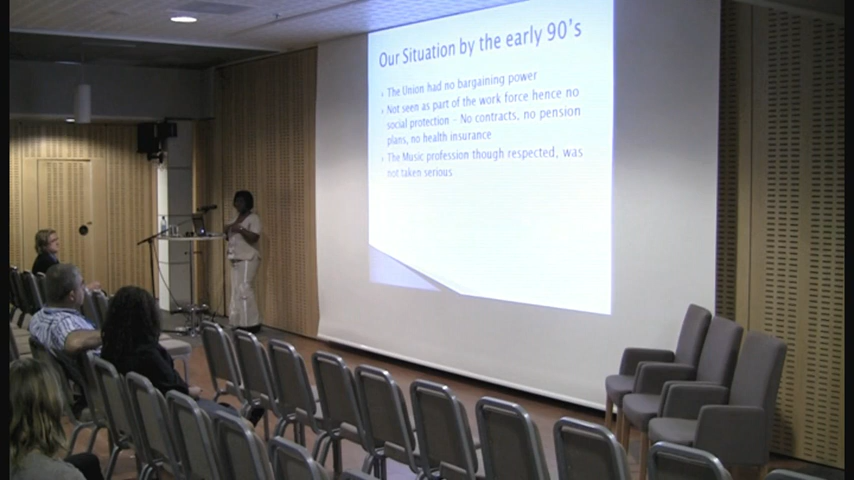 Our Situation by the early 90's
The Union had no bargaining power
Not seen as part of the work force hence no
social protection – No contracts, no pension
plans, no health insurance
The Music profession though respected, was
not taken serious